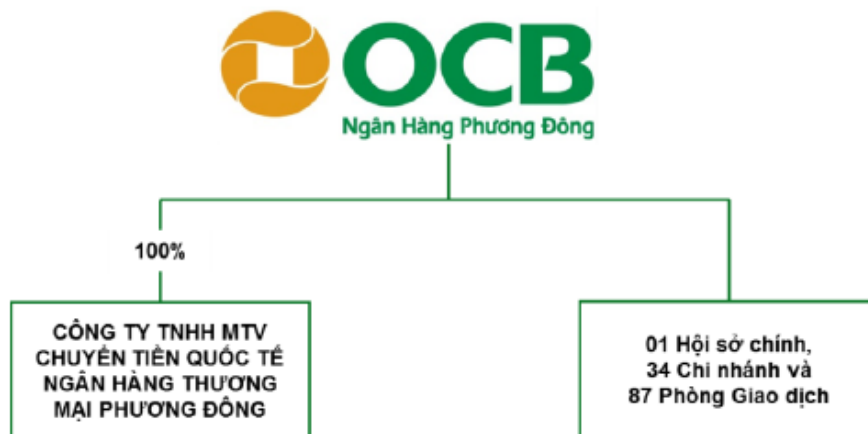 OCB
Ngân Hàng Phương Đông
100%
CÔNG TY TNHH MTV
CHUYỂN TIỀN QUỐC TẾ
NGÂN HÀNG THƯƠNG
MẠI PHƯƠNG ĐÔNG
01 Hội sở chính,
34 Chi nhánh và
87 Phòng Giao dịch